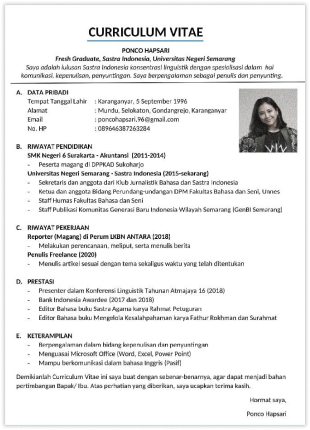 CURRICULUM VITAE
PONCO HAPSARI
Fresh Graduate, Sastra Indonesia, Universitas Negeri Semarang
Saya adalah lulusan Sastra Indonesia konsentrasi linguistik dengan spesialisasi dalam hal
komunikasi, kepenulisan, penyuntingan. Saya berpengalaman sebagai penulis dan penyunting.
A. DATA PRIBADI
Tempat Tanggal Lahir : Karanganyar, 5 September 1996
Alamat : Mundu, Selokaton, Gondangrejo, Karanganyar
Email : poncohapsari.96@gmail.com
No. HP : 089646387263284
B. RIWAYAT PENDIDIKAN
SMK Negeri 6 Surakarta - Akuntansi (2011-2014)
- Peserta magang di DPPKAD Sukoharjo
Universitas Negeri Semarang - Sastra Indonesia (2015-sekarang)
- Sekretaris dan anggota dari Klub Jurnalistik Bahasa dan Sastra Indonesia
- Ketua dan anggota Bidang Perundang-undangan DPM Fakultas Bahasa dan Seni, Unnes
- Staff Humas Fakultas Bahasa dan Seni
- Staff Publikasi Komunitas Generasi Baru Indonesia Wilayah Semarang (GenBI Semarang)
C. RIWAYAT PEKERJAAN
Reporter (Magang) di Perum LKBN ANTARA (2018)
- Melakukan perencanaan, meliput, serta menulis berita
Penulis Freelance (2020)
- Menulis artikel sesuai dengan tema sekaligus waktu yang telah ditentukan
D. PRESTASI
- Presenter dalam Konferensi Linguistik Tahunan Atmajaya 16 (2018)
- Bank Indonesia Awardee (2017 dan 2018)
- Editor Bahasa buku Sastra Agama karya Rahmat Petuguran
- Editor Bahasa buku Mengelola Kesalahpahaman karya Fathur Rokhman dan Surahmat
E. KETERAMPILAN
- Berpengalaman dalam bidang kepenulisan dan penyuntingan
- Menguasai Microsoft Office (Word, Excel, Power Point)
- Mampu berkomunikasi dalam bahasa Inggris (Pasif)
Demikianlah Curriculum Vitae ini saya buat dengan sebenar-benarnya, agar dapat menjadi bahan
pertimbangan Bapak/ Ibu. Atas perhatian yang diberikan, saya ucapkan terima kasih.
Hormat saya,
Ponco Hapsari